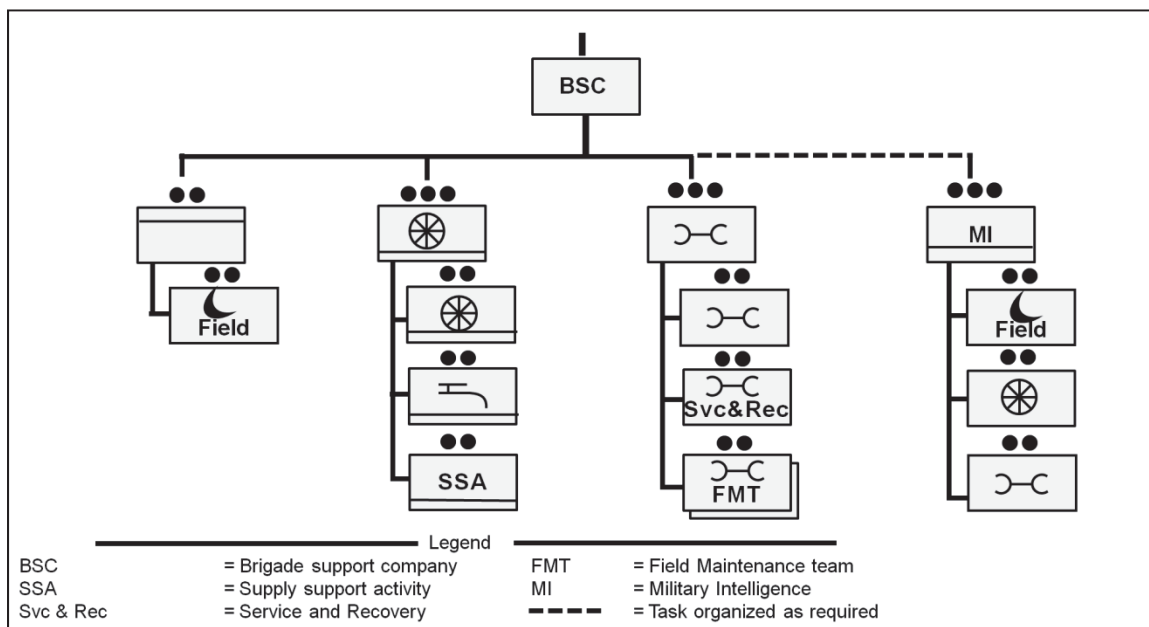 BSC
MI
Field
Field
Svc&Rec
SSA
FMT
Legend
BSC = Brigade support company FMT = Field Maintenance team
SSA = Supply support activity MI = Military Intelligence
Svc & Rec = Service and Recovery = Task organized as required